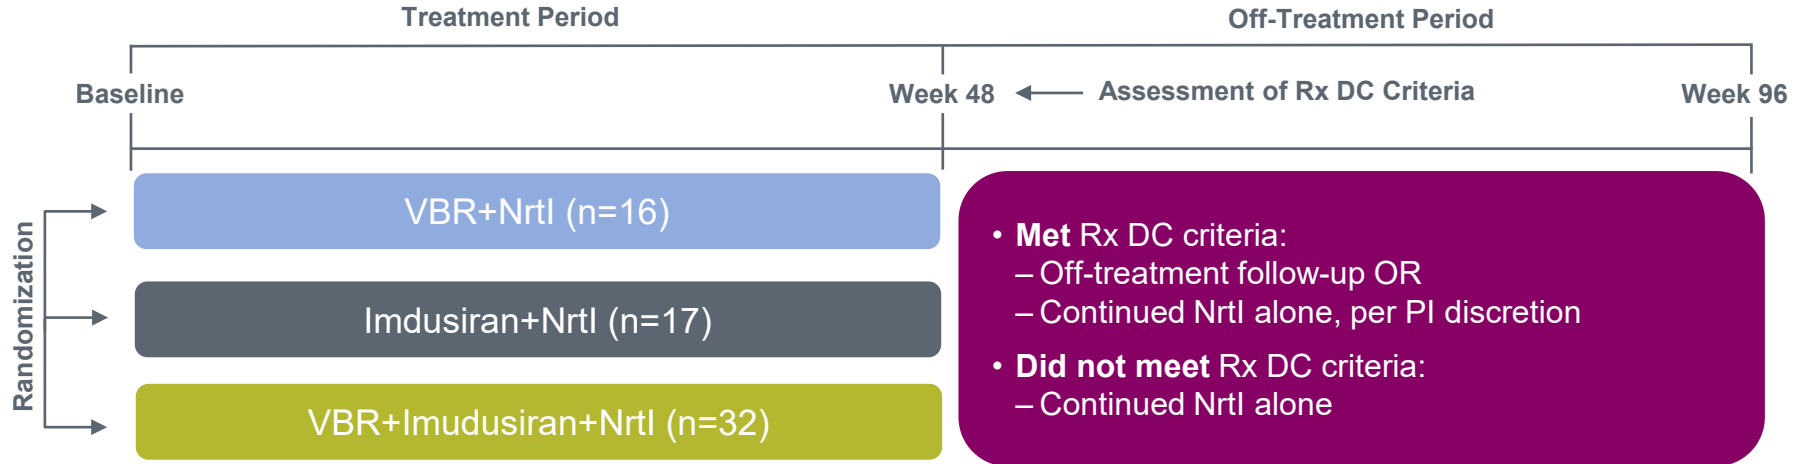 Treatment Period
Off-Treatment Period
Baseline
Week 48
Assessment of Rx DC Criteria
Week 96
Randomization
VBR+NrtI (n=16)
Imdusiran+NrtI (n=17)
VBR+Imudusiran+NrtI (n=32)
• Met Rx DC criteria:
– Off-treatment follow-up OR
– Continued NrtI alone, per PI discretion
• Did not meet Rx DC criteria:
– Continued NrtI alone